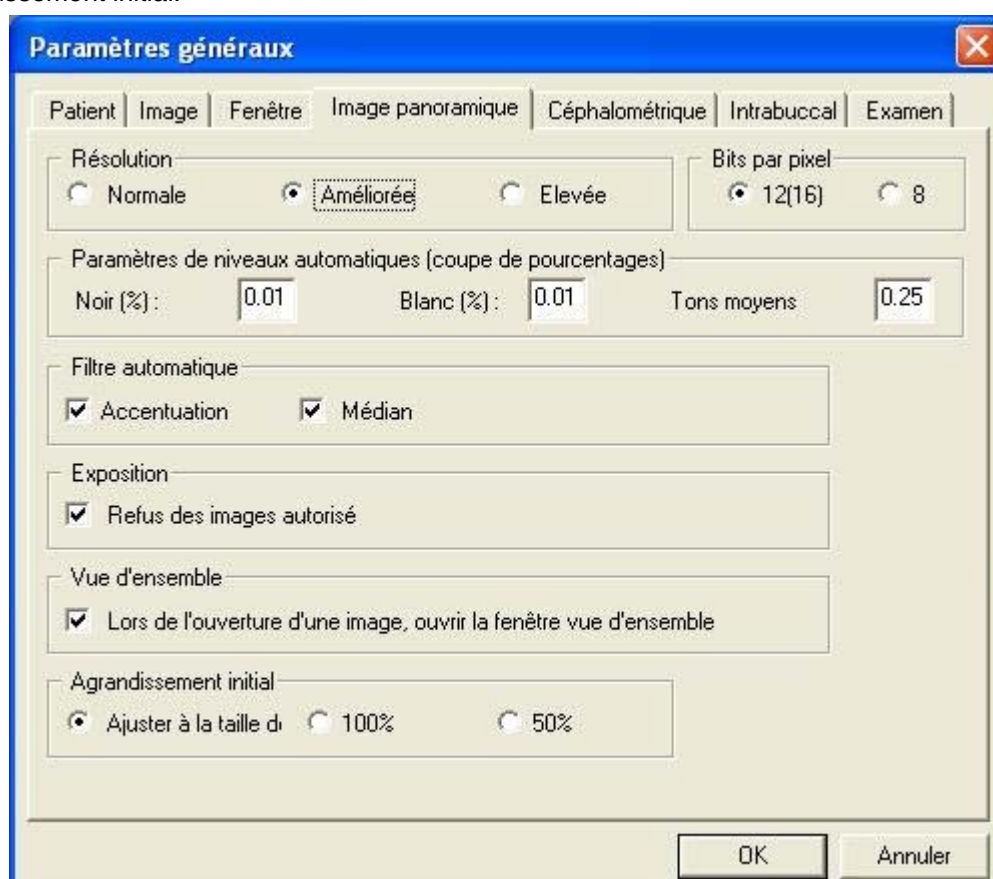 Paramètres généraux
Patient Image Fenêtre Image panoramique Céphalométrique Intrabuccal Examen
Résolution Bits par pixel
Normale Améliorée Elevée 12(16) 8
Paramètres de niveaux automatiques (coupe de pourcentages)
Noir (%) : 0.01 Blanc (%) : 0.01 Tons moyens 0.25
Filtre automatique
Accentuation Médian
Exposition
Refus des images autorisé
Vue d'ensemble
Lors de l'ouverture d'une image, ouvrir la fenêtre vue d'ensemble
Agrandissement initial
Ajuster à la taille d 100% 50%
OK Annuler